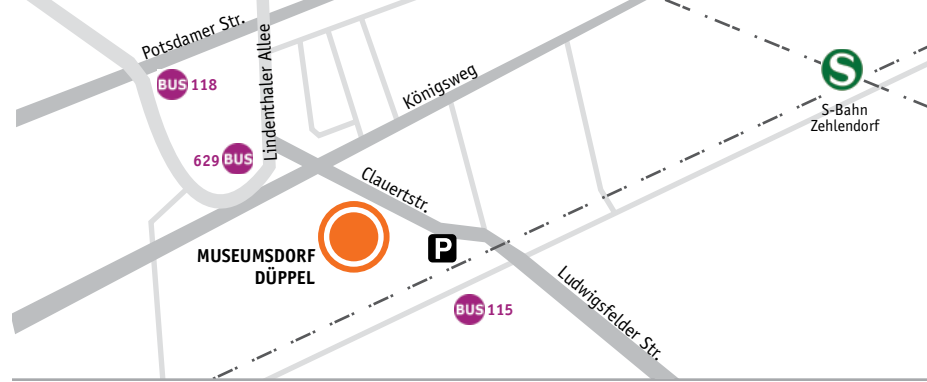 Potsdamer Str.
Lindenthaler Allee
BUS 118
Königsweg
S
S-Bahn
Zehlendorf
629 BUS
Clauertstr.
MUSEUMSDORF
DÜPPEL
P
BUS 115
Ludwigsfelder Str.